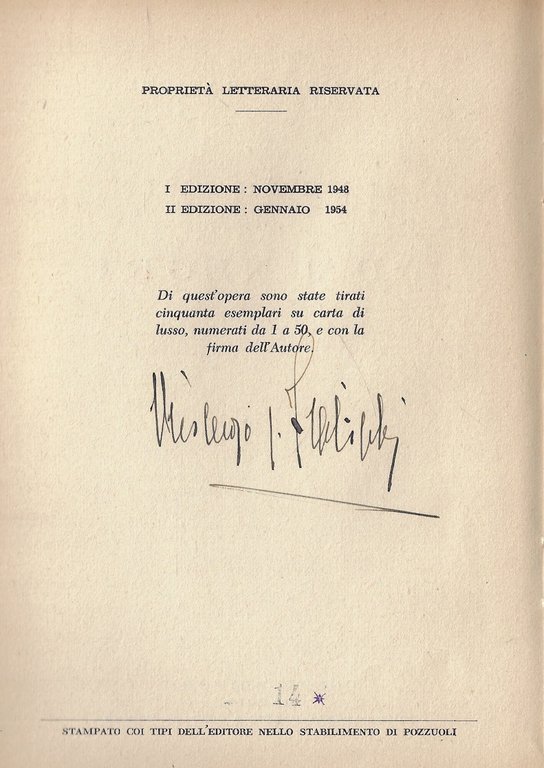 PROPRIETÀ LETTERARIA RISERVATA
I EDIZIONE: NOVEMBRE 1948
II EDIZIONE: GENNAIO 1954
Di quest'opera sono state tirati
cinquanta esemplari su carta di
lusso, numerati da 1 a 50, e con la
firma dell'Autore.
14 *
STAMPATO COI TIPI DELL'EDITORE NELLO STABILIMENTO DI POZZUOLI